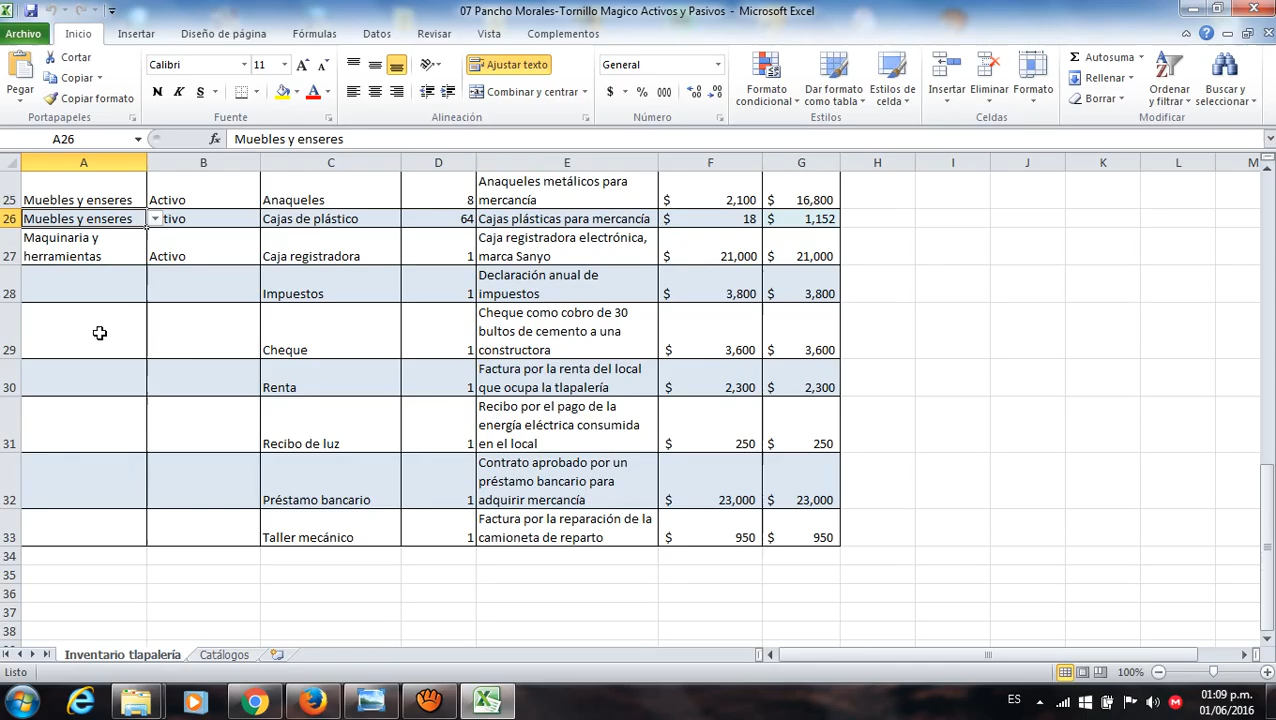 07 Pancho Morales-Tornillo Magico Activos y Pasivos - Microsoft Excel
Archivo Inicio Insertar Diseño de página Fórmulas Datos Revisar Vista Complementos
Pegar
Cortar
Copiar
Copiar formato
Portapapeles
Calibri 11
N K S
Fuente
Ajustar texto
Combinar y centrar
Alineación
General
$ % 000
Número
Formato condicional
Dar formato como tabla
Estilos de celda
Estilos
Insertar Eliminar Formato
Celdas
Autosuma
Rellenar
Borrar
Ordenar y filtrar
Buscar y seleccionar
Modificar
A26 fx Muebles y enseres
A B C D E F G H I J K L M
25 Muebles y enseres Activo Anaqueles 8 Anaqueles metálicos para mercancía $ 2,100 $ 16,800
26 Muebles y enseres tivo Cajas de plástico 64 Cajas plásticas para mercancía $ 18 $ 1,152
27 Maquinaria y herramientas Activo Caja registradora 1 Caja registradora electrónica, marca Sanyo $ 21,000 $ 21,000
28 Impuestos 1 Declaración anual de impuestos $ 3,800 $ 3,800
29 Cheque 1 Cheque como cobro de 30 bultos de cemento a una constructora $ 3,600 $ 3,600
30 Renta 1 Factura por la renta del local que ocupa la tlapalería $ 2,300 $ 2,300
31 Recibo de luz 1 Recibo por el pago de la energía eléctrica consumida en el local $ 250 $ 250
32 Préstamo bancario 1 Contrato aprobado por un préstamo bancario para adquirir mercancía $ 23,000 $ 23,000
33 Taller mecánico 1 Factura por la reparación de la camioneta de reparto $ 950 $ 950
34
35
36
37
38
Inventario tlapalería Catálogos
Listo 100%
ES 01:09 p.m.
01/06/2016